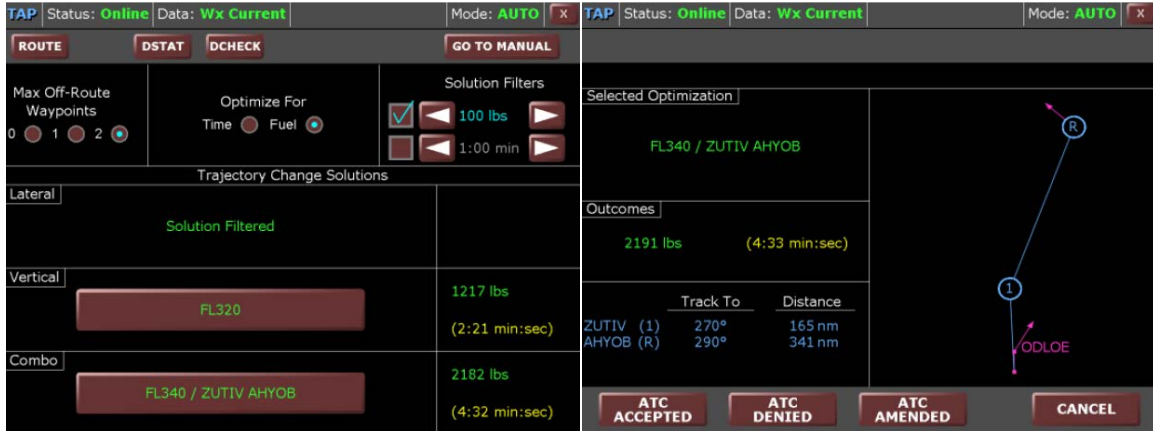 TAP Status: Online Data: Wx Current Mode: AUTO X
ROUTE DSTAT DCHECK GO TO MANUAL
Max Off-Route
Waypoints
0 1 2
Optimize For
Time Fuel
Solution Filters
100 lbs
1:00 min
Trajectory Change Solutions
Lateral
Solution Filtered
Vertical
FL320
1217 lbs
(2:21 min:sec)
Combo
FL340 / ZUTIV AHYOB
2182 lbs
(4:32 min:sec)
TAP Status: Online Data: Wx Current Mode: AUTO X
Selected Optimization
FL340 / ZUTIV AHYOB
Outcomes
2191 lbs (4:33 min:sec)
Track To Distance
ZUTIV (1) 270° 165 nm
AHYOB (R) 290° 341 nm
R
1
ODLOE
ATC ACCEPTED
ATC DENIED
ATC AMENDED
CANCEL